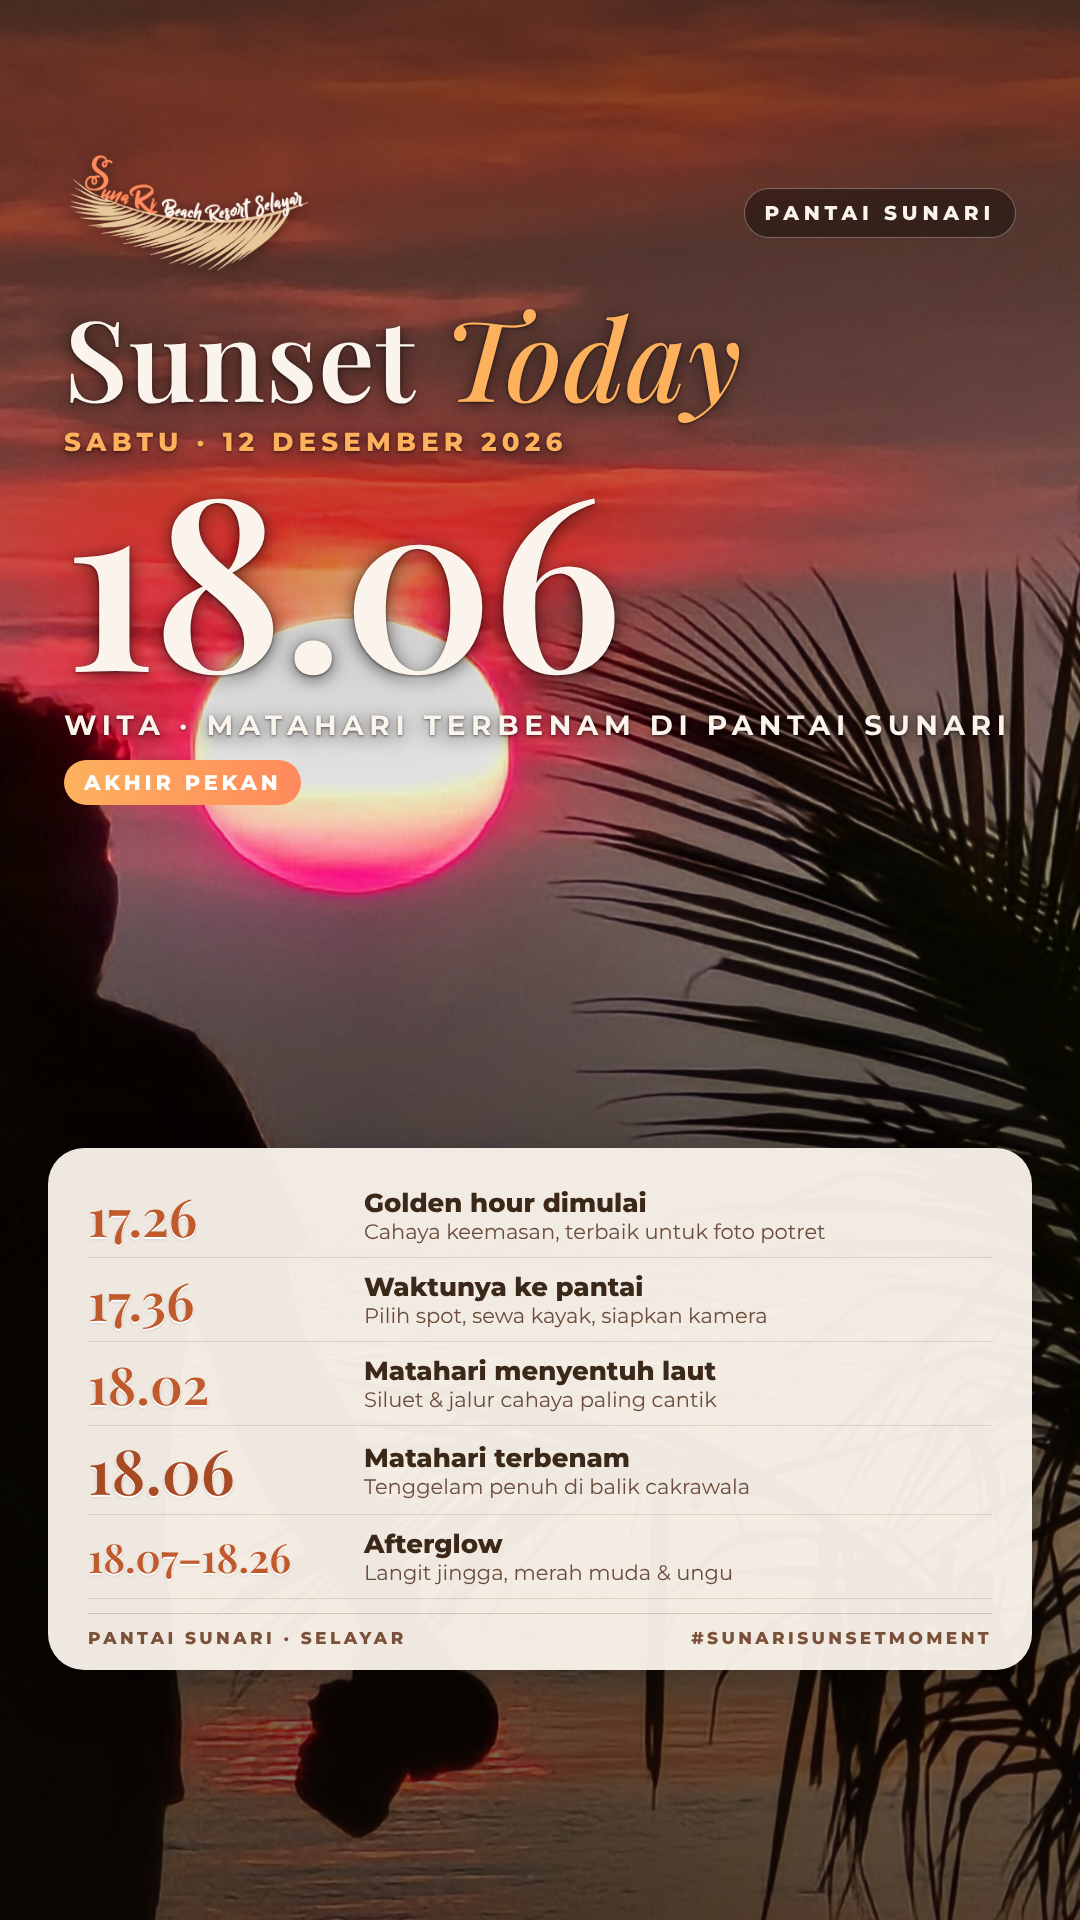 SunaRi Beach Resort Selayar
PANTAI SUNARI
Sunset Today
SABTU · 12 DESEMBER 2026
18.06
WITA · MATAHARI TERBENAM DI PANTAI SUNARI
AKHIR PEKAN
17.26
Golden hour dimulai
Cahaya keemasan, terbaik untuk foto potret
17.36
Waktunya ke pantai
Pilih spot, sewa kayak, siapkan kamera
18.02
Matahari menyentuh laut
Siluet & jalur cahaya paling cantik
18.06
Matahari terbenam
Tenggelam penuh di balik cakrawala
18.07–18.26
Afterglow
Langit jingga, merah muda & ungu
PANTAI SUNARI · SELAYAR
#SUNARISUNSETMOMENT